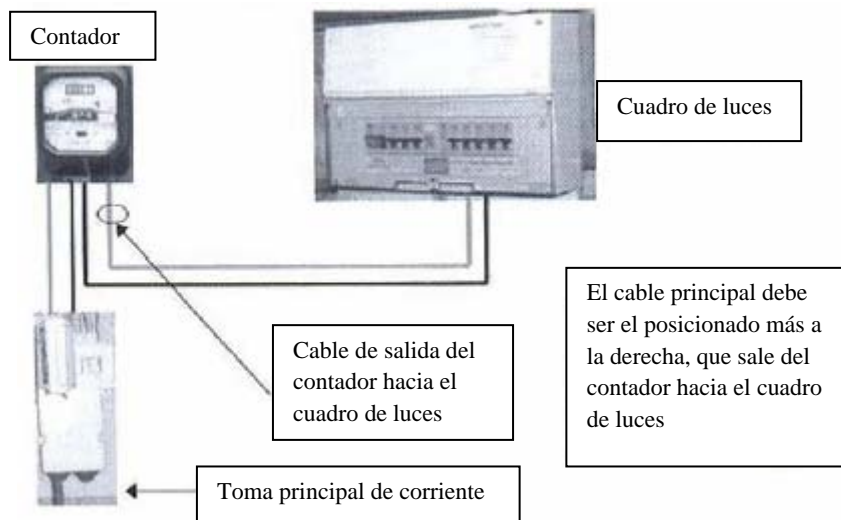 Contador
Cuadro de luces
Cable de salida del
contador hacia el
cuadro de luces
El cable principal debe
ser el posicionado más a
la derecha, que sale del
contador hacia el cuadro
de luces
Toma principal de corriente